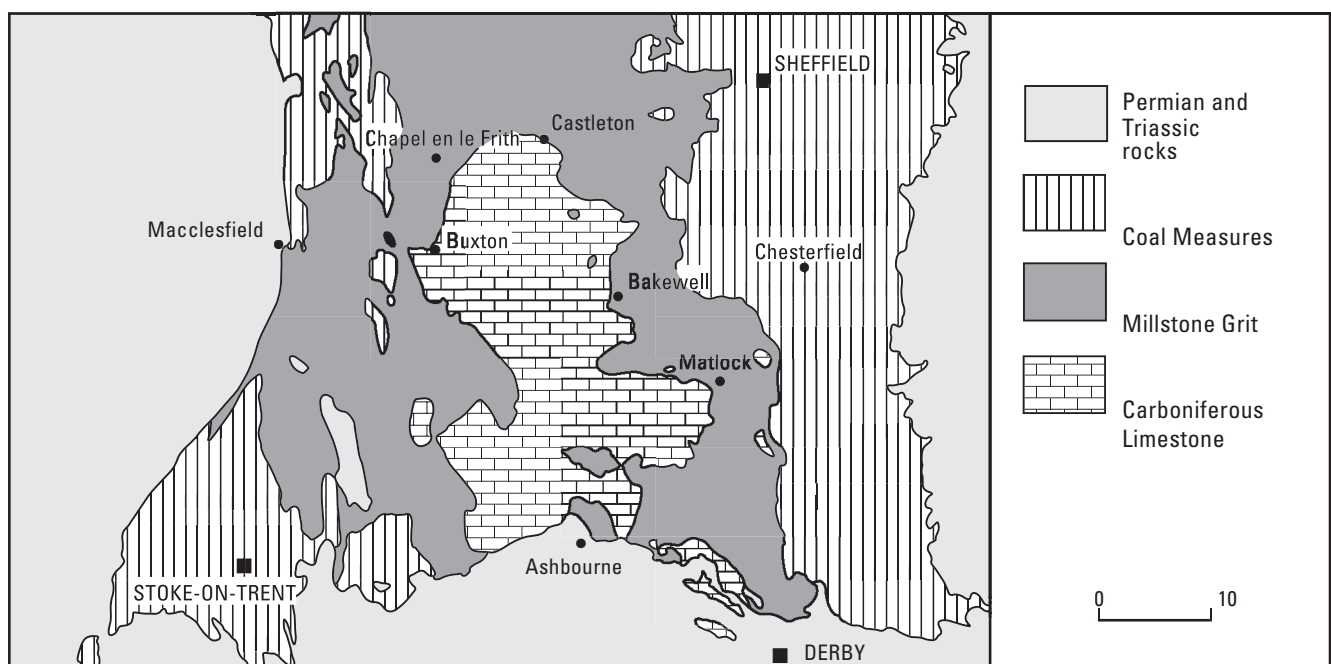 SHEFFIELD
Castleton
Chapel en le Frith
Macclesfield
Buxton
Chesterfield
Bakewell
Matlock
Ashbourne
STOKE-ON-TRENT
DERBY
Permian and
Triassic
rocks
Coal Measures
Millstone Grit
Carboniferous
Limestone
0 10